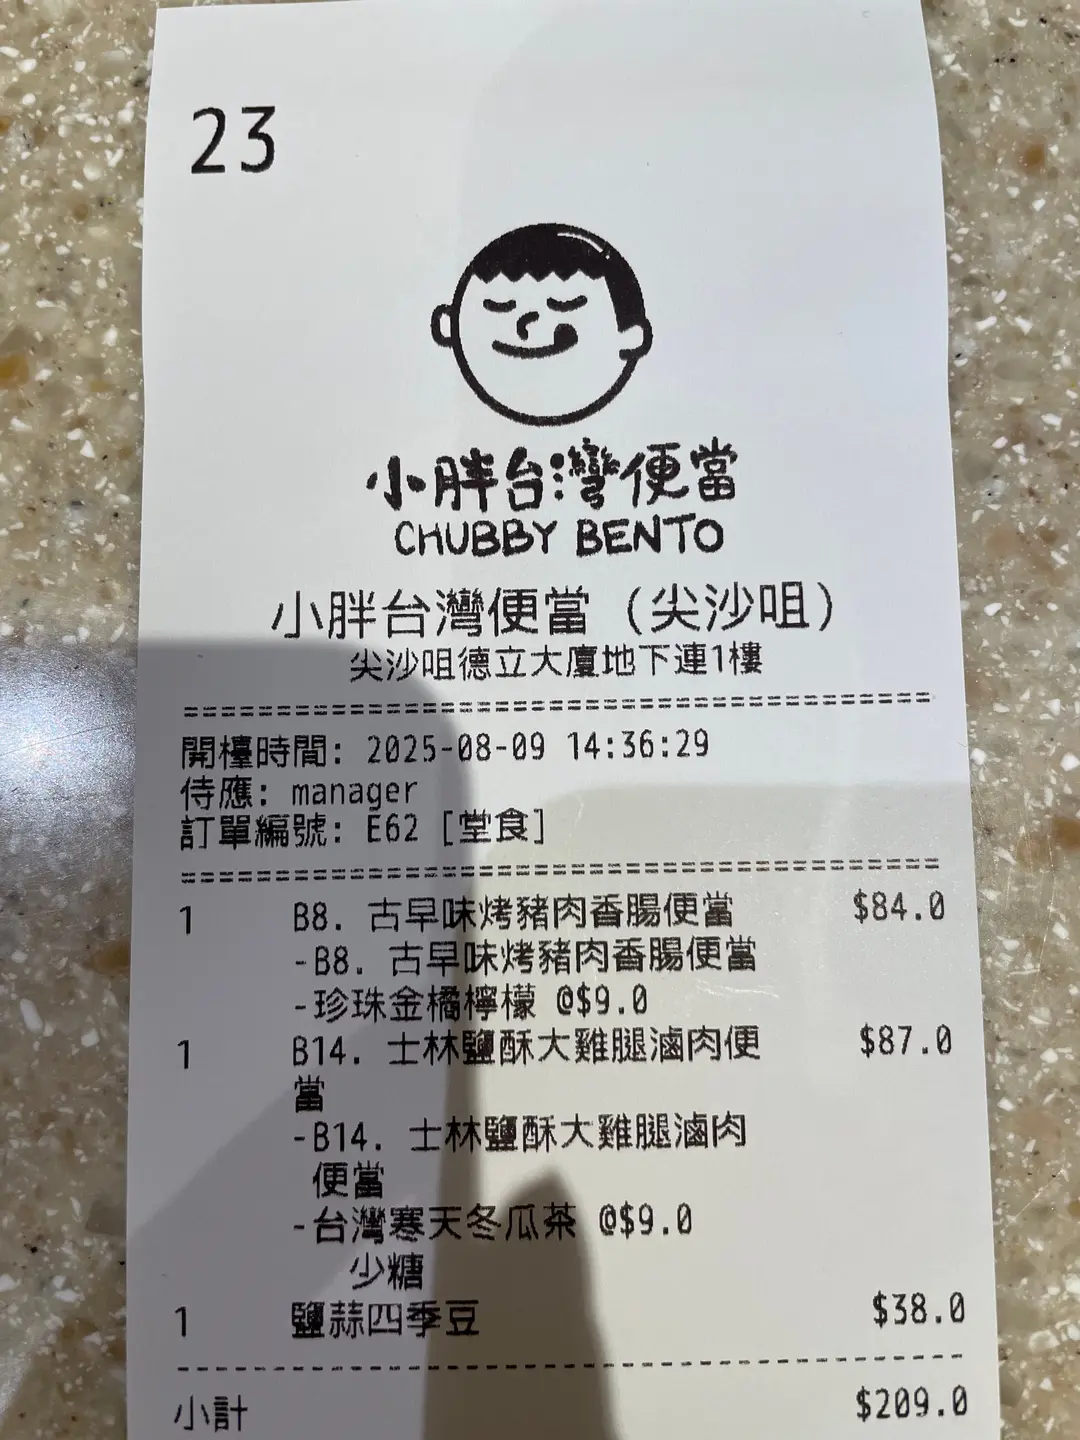 23
小胖台灣便當
CHUBBY BENTO
小胖台灣便當（尖沙咀）
尖沙咀德立大廈地下連1樓
================================================
開檯時間: 2025-08-09 14:36:29
侍應: manager
訂單編號: E62 [堂食]
================================================
1 B8. 古早味烤豬肉香腸便當 $84.0
-B8. 古早味烤豬肉香腸便當
-珍珠金橘檸檬 @$9.0
1 B14. 士林鹽酥大雞腿滷肉便 $87.0
當
-B14. 士林鹽酥大雞腿滷肉
便當
-台灣寒天冬瓜茶 @$9.0
少糖
1 鹽蒜四季豆 $38.0
------------------------------------------------
小計 $209.0